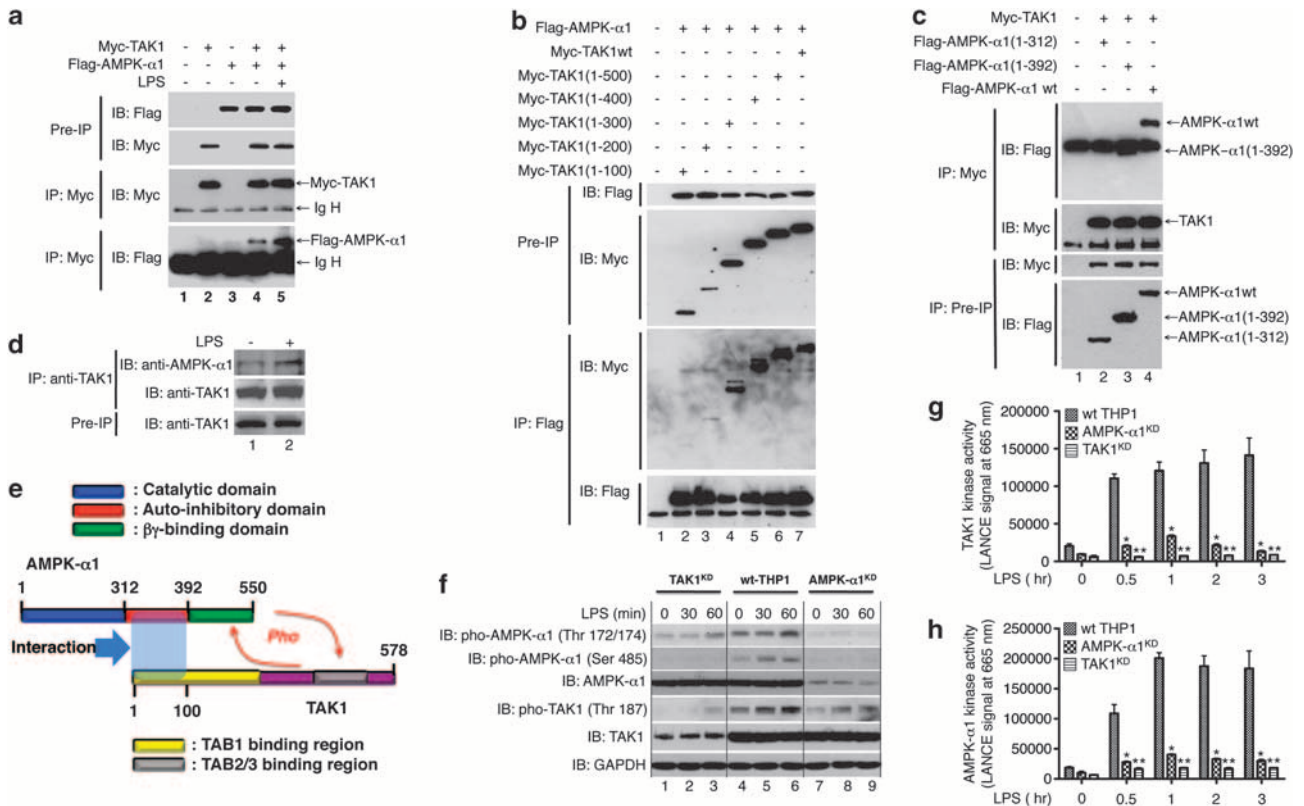 a
Myc-TAK1 - + - + +
Flag-AMPK-α1 - - + + +
LPS +
Pre-IP
IB: Flag
IB: Myc
IP: Myc
IB: Myc
←Myc-TAK1
← Ig H
IP: Myc
IB: Flag
←Flag-AMPK-α1
← Ig H
1 2 3 4 5
b
Flag-AMPK-α1 - + + + + + +
Myc-TAK1wt - - - - - - +
Myc-TAK1(1-500) - - - - - + -
Myc-TAK1(1-400) - - - - + - -
Myc-TAK1(1-300) - - - + - - -
Myc-TAK1(1-200) - - + - - - -
Myc-TAK1(1-100) - + - - - - -
Pre-IP
IB: Flag
IB: Myc
IP: Flag
IB: Myc
IB: Flag
1 2 3 4 5 6 7
c
Myc-TAK1 - + + +
Flag-AMPK-α1(1-312) - + - -
Flag-AMPK-α1(1-392) - - + -
Flag-AMPK-α1 wt - - - +
IP: Myc
IB: Flag
←AMPK-α1wt
←AMPK-α1(1-392)
IB: Myc
←TAK1
IP: Pre-IP
IB: Myc
IB: Flag
←AMPK-α1wt
←AMPK-α1(1-392)
←AMPK-α1(1-312)
1 2 3 4
d
LPS
- +
IP: anti-TAK1
IB: anti-AMPK-α1
IB: anti-TAK1
Pre-IP
IB: anti-TAK1
1 2
e
: Catalytic domain
: Auto-inhibitory domain
: βγ-binding domain
AMPK-α1
1 312 392 550
Interaction
Pho
578
1 100
TAK1
: TAB1 binding region
: TAB2/3 binding region
f
TAK1KD wt-THP1 AMPK-α1KD
LPS (min) 0 30 60 0 30 60 0 30 60
IB: pho-AMPK-α1 (Thr 172/174)
IB: pho-AMPK-α1 (Ser 485)
IB: AMPK-α1
IB: pho-TAK1 (Thr 187)
IB: TAK1
IB: GAPDH
1 2 3 4 5 6 7 8 9
g
TAK1 kinase activity
(LANCE signal at 665 nm)
200000
150000
100000
50000
0
wt THP1
AMPK-α1KD
TAK1KD
* ** * ** * ** * **
LPS ( hr) 0 0.5 1 2 3
h
AMPK-α1 kinase activity
(LANCE signal at 665 nm)
250000
200000
150000
100000
50000
0
wt THP1
AMPK-α1KD
TAK1KD
* ** * ** * ** * **
LPS (hr) 0 0.5 1 2 3